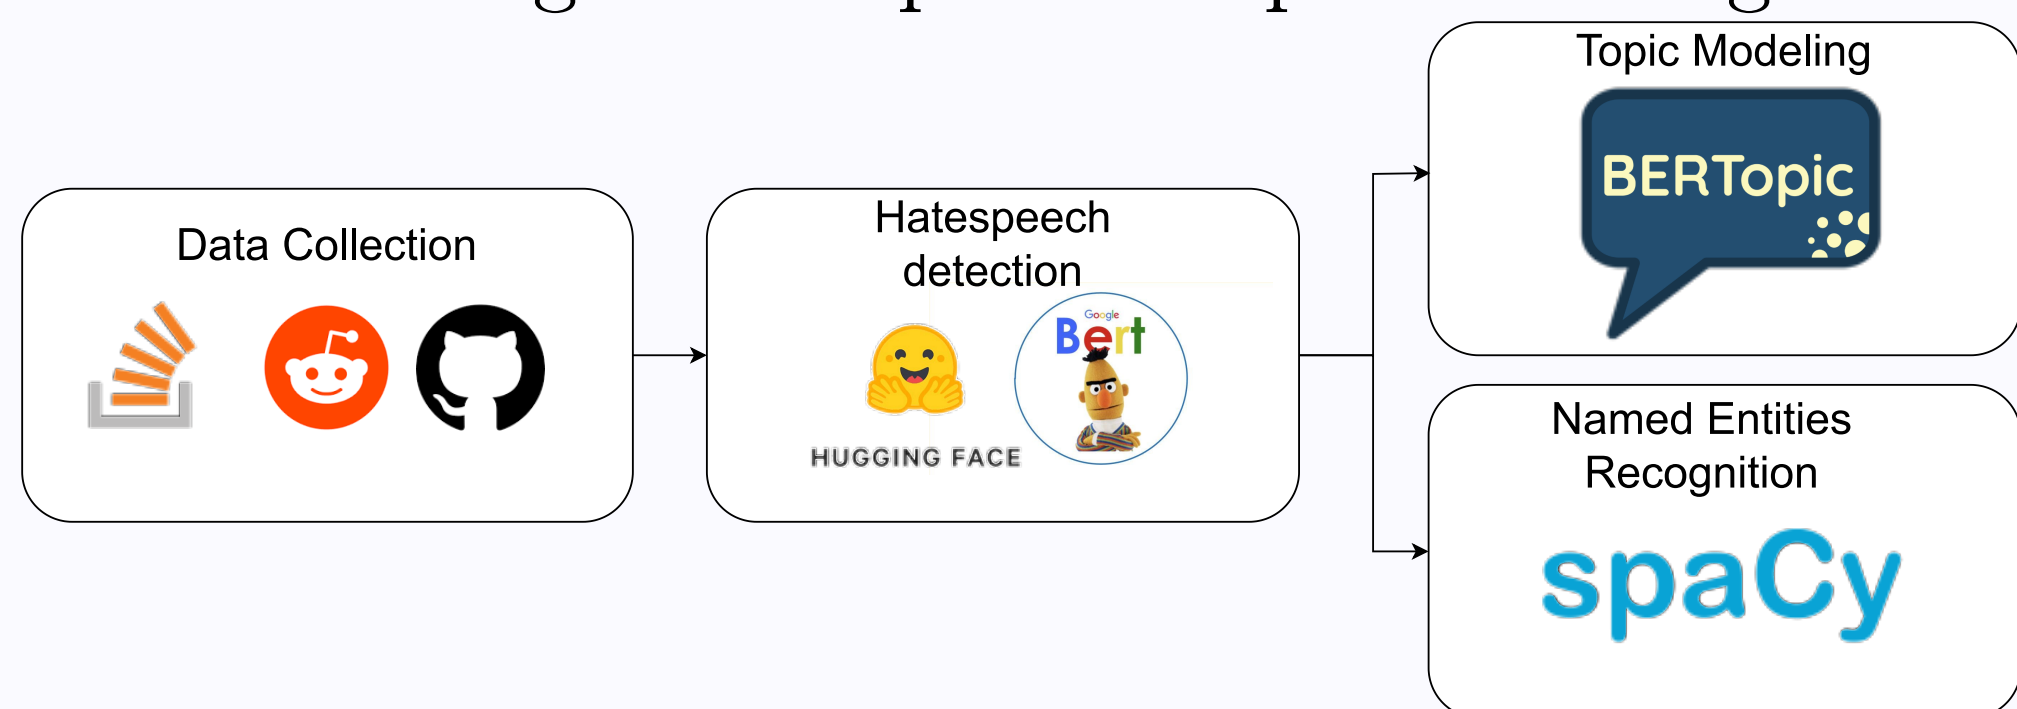 Data Collection
Hatespeech
detection
HUGGING FACE
Google
Bert
Topic Modeling
BERTopic
Named Entities
Recognition
spaCy